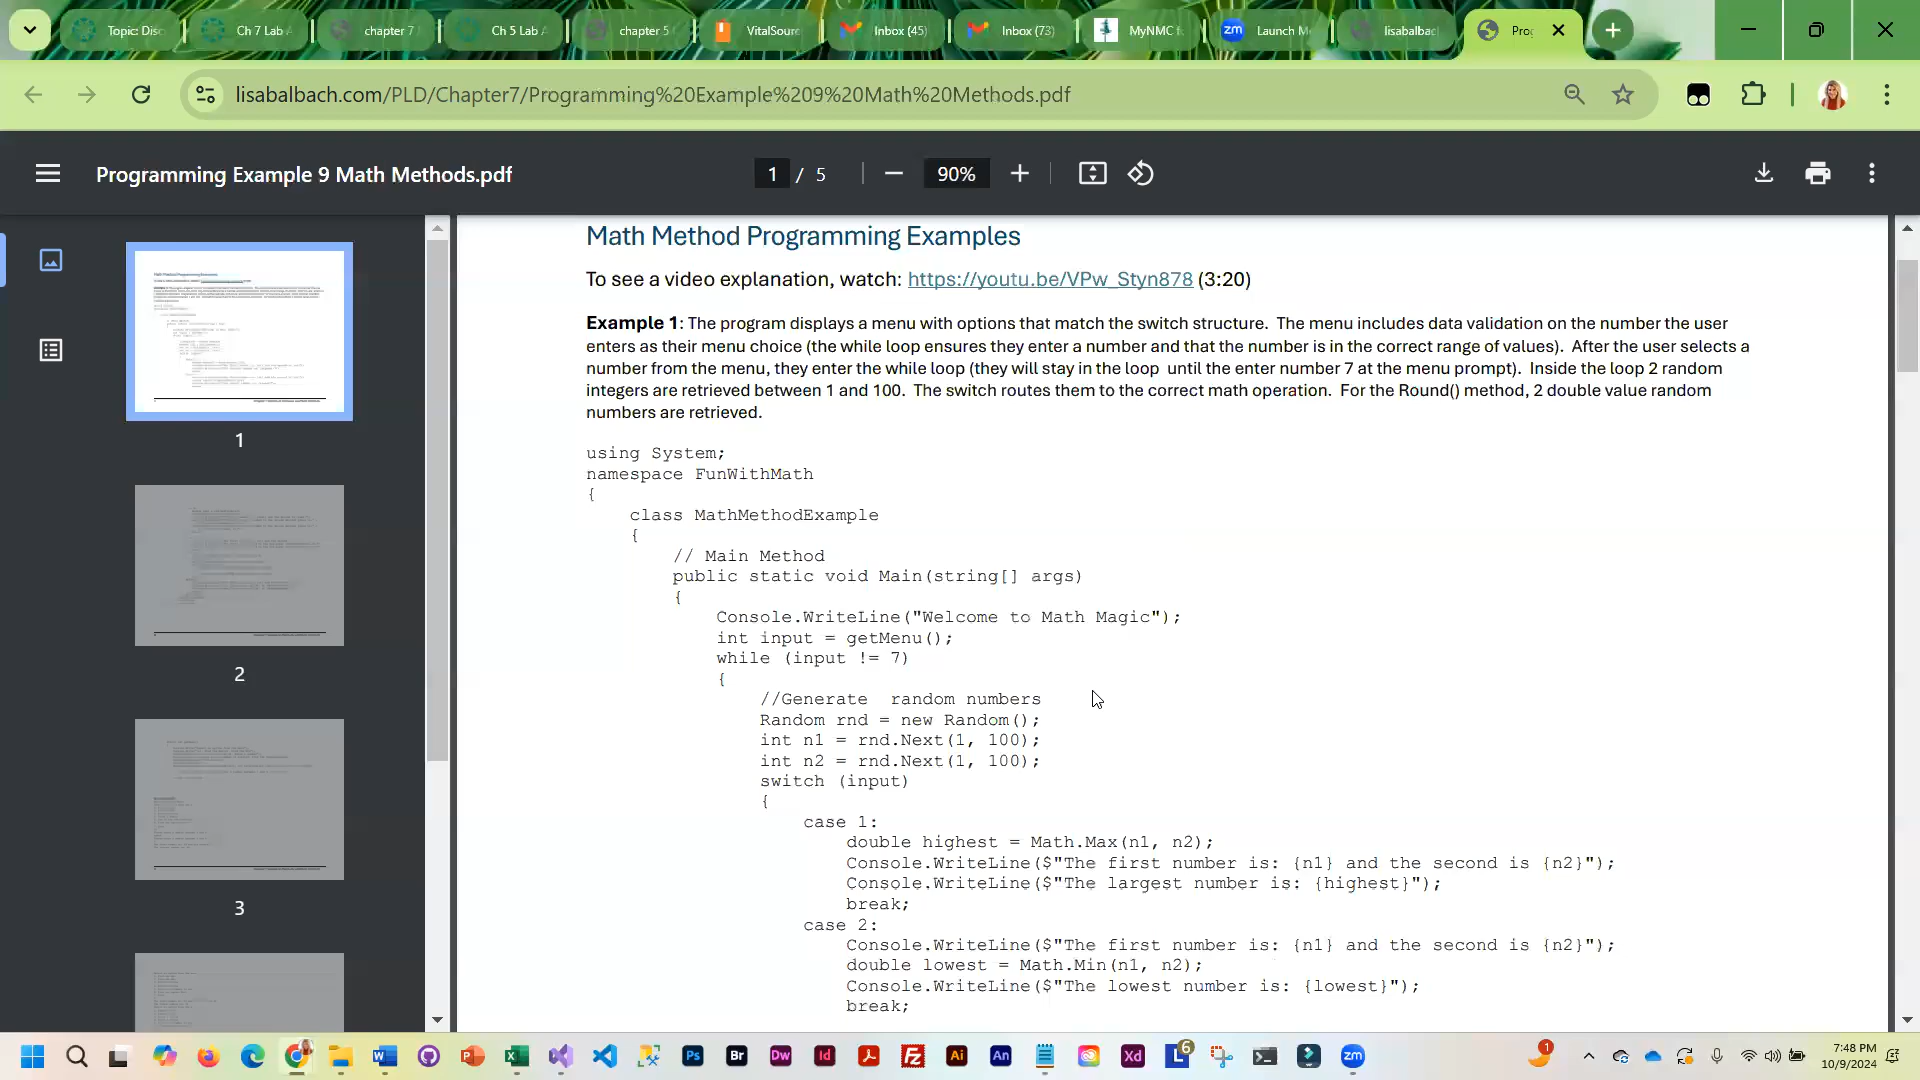 Topic: Disc
Ch 7 Lab A
chapter 7
Ch 5 Lab A
chapter 5
VitalSource
Inbox (45)
Inbox (73)
MyNMC f
Launch M
lisabalbac
Pro
lisabalbach.com/PLD/Chapter7/Programming%20Example%209%20Math%20Methods.pdf
Programming Example 9 Math Methods.pdf
1 / 5
90%
1
2
3
Math Method Programming Examples
To see a video explanation, watch: https://youtu.be/VPw_Styn878 (3:20)
Example 1: The program displays a menu with options that match the switch structure. The menu includes data validation on the number the user
enters as their menu choice (the while loop ensures they enter a number and that the number is in the correct range of values). After the user selects a
number from the menu, they enter the while loop (they will stay in the loop until the enter number 7 at the menu prompt). Inside the loop 2 random
integers are retrieved between 1 and 100. The switch routes them to the correct math operation. For the Round() method, 2 double value random
numbers are retrieved.
using System;
namespace FunWithMath
{
class MathMethodExample
{
// Main Method
public static void Main(string[] args)
{
Console.WriteLine("Welcome to Math Magic");
int input = getMenu();
while (input != 7)
{
//Generate  random numbers
Random rnd = new Random();
int n1 = rnd.Next(1, 100);
int n2 = rnd.Next(1, 100);
switch (input)
{
case 1:
double highest = Math.Max(n1, n2);
Console.WriteLine($"The first number is: {n1} and the second is {n2}");
Console.WriteLine($"The largest number is: {highest}");
break;
case 2:
Console.WriteLine($"The first number is: {n1} and the second is {n2}");
double lowest = Math.Min(n1, n2);
Console.WriteLine($"The lowest number is: {lowest}");
break;
7:48 PM
10/9/2024